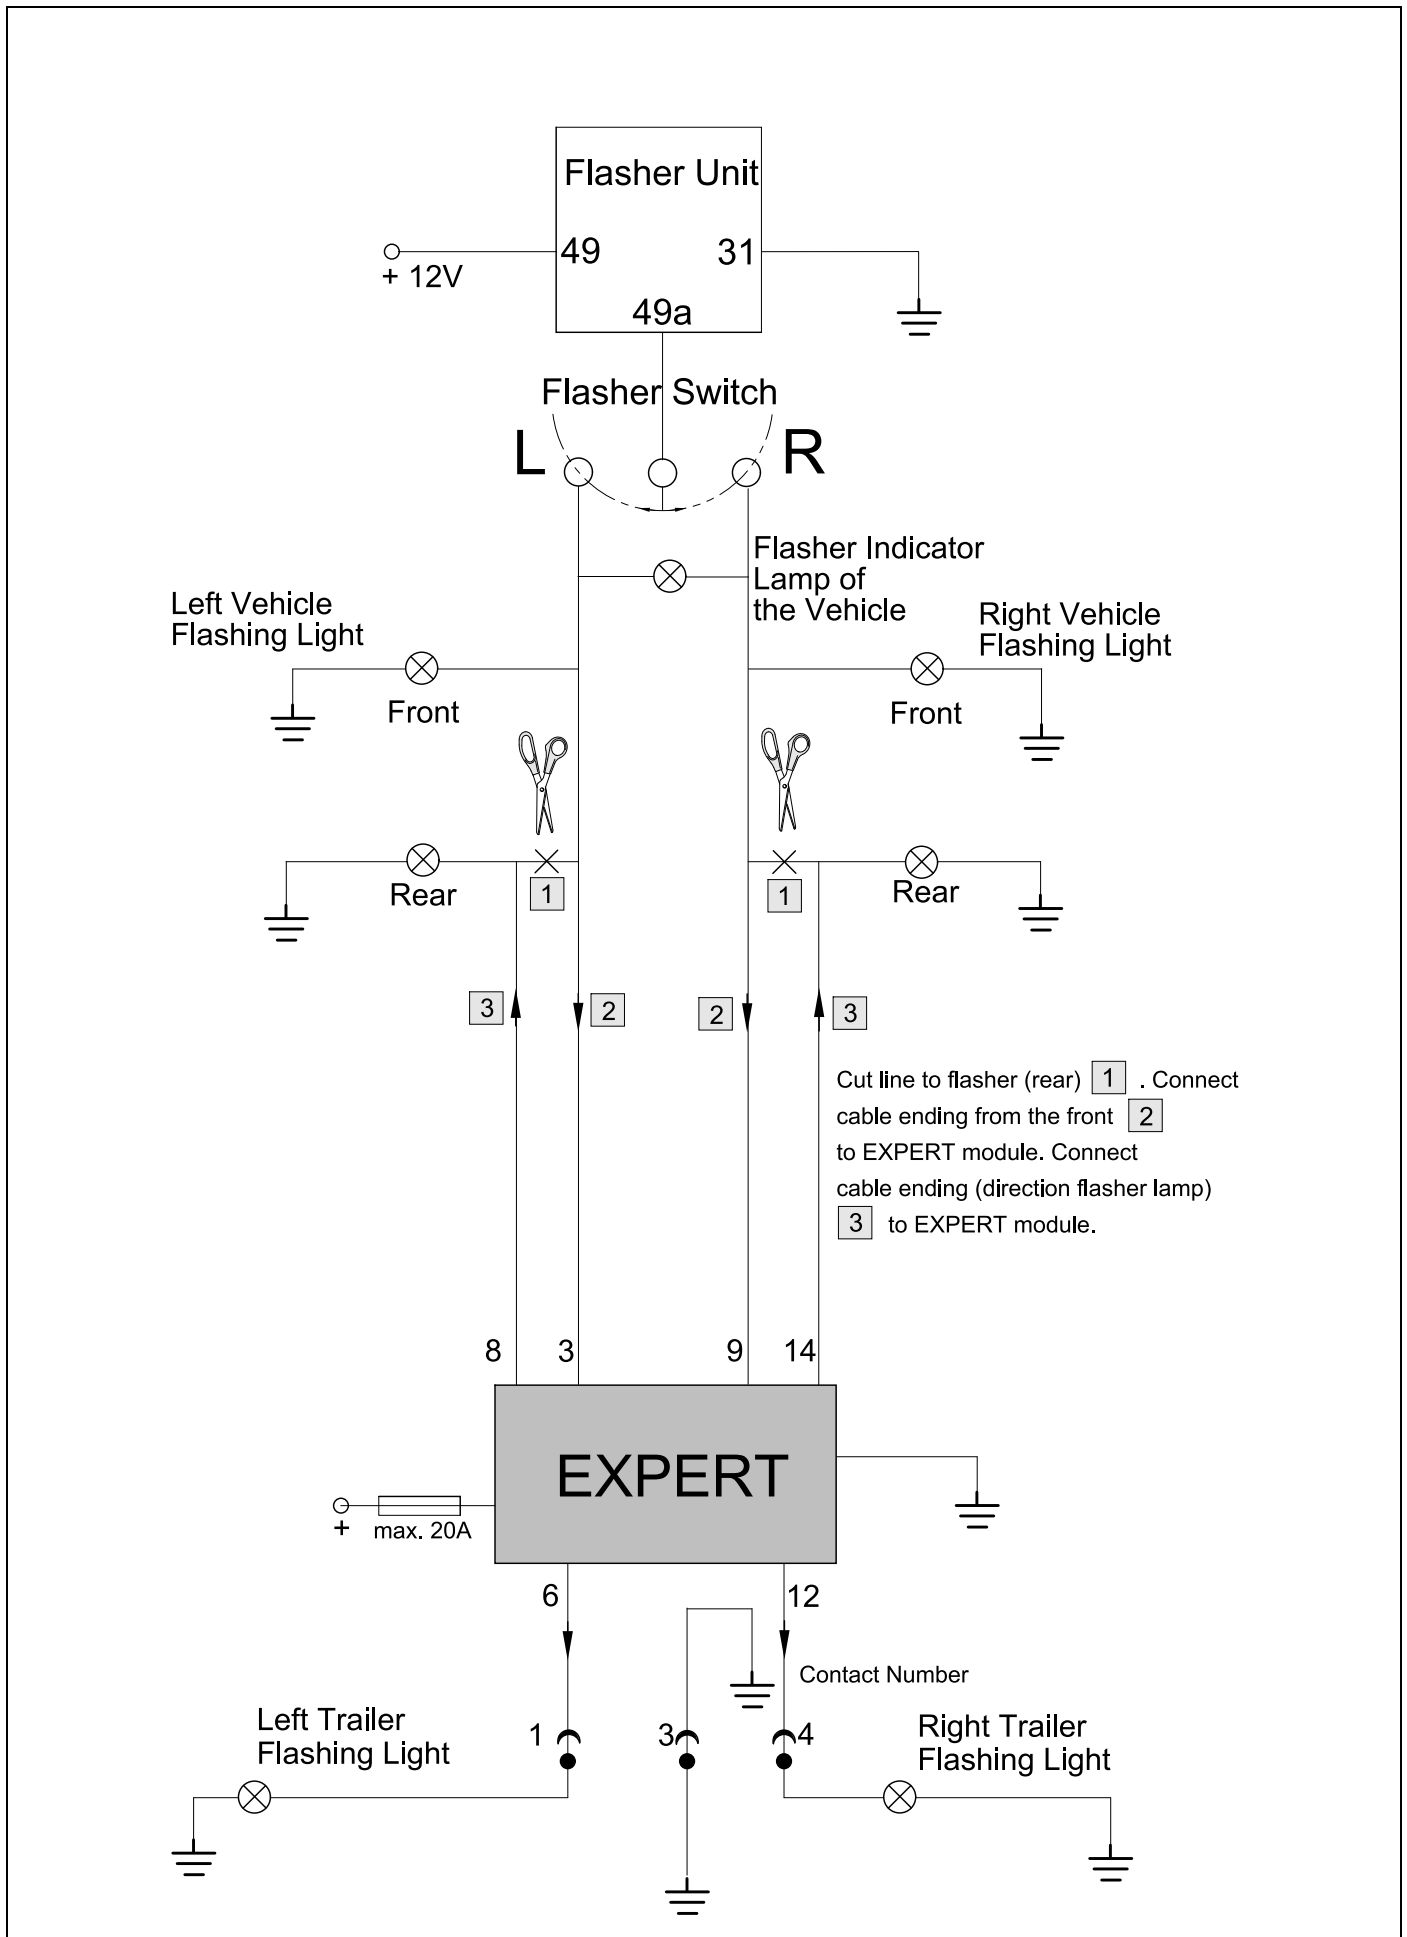 Flasher Unit
49
31
+ 12V
49a
Flasher Switch
L
R
Flasher Indicator
Lamp of
the Vehicle
Left Vehicle
Flashing Light
Right Vehicle
Flashing Light
Front
Front
Rear
1
1
Rear
3
2
2
3
Cut line to flasher (rear) 1 . Connect
cable ending from the front 2
to EXPERT module. Connect
cable ending (direction flasher lamp)
3 to EXPERT module.
8
3
9
14
EXPERT
+
max. 20A
6
12
Contact Number
Left Trailer
Flashing Light
1
3
4
Right Trailer
Flashing Light